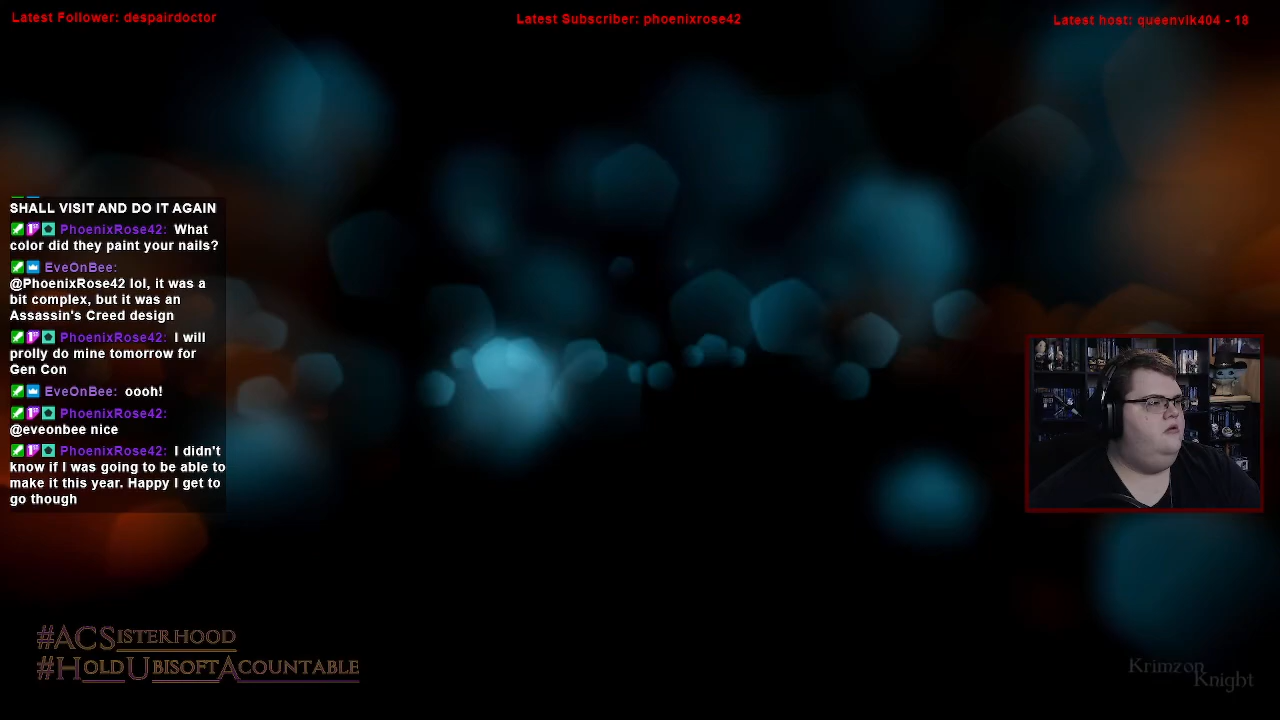 Latest Follower: despairdoctor
Latest Subscriber: phoenixrose42
Latest host: queenvik404 - 18
SHALL VISIT AND DO IT AGAIN
PhoenixRose42: What
color did they paint your nails?
EveOnBee:
@PhoenixRose42 lol, it was a
bit complex, but it was an
Assassin's Creed design
PhoenixRose42: I will
prolly do mine tomorrow for
Gen Con
EveOnBee: oooh!
PhoenixRose42:
@eveonbee nice
PhoenixRose42: I didn't
know if I was going to be able to
make it this year. Happy I get to
go though
#ACSISTERHOOD
#HOLDUBISOFTACOUNTABLE
Krimzon
Knight